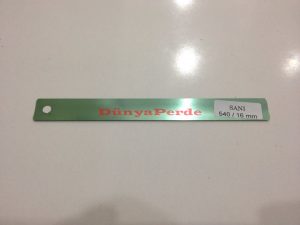 DünyaPerde
SANI
540 / 16 mm